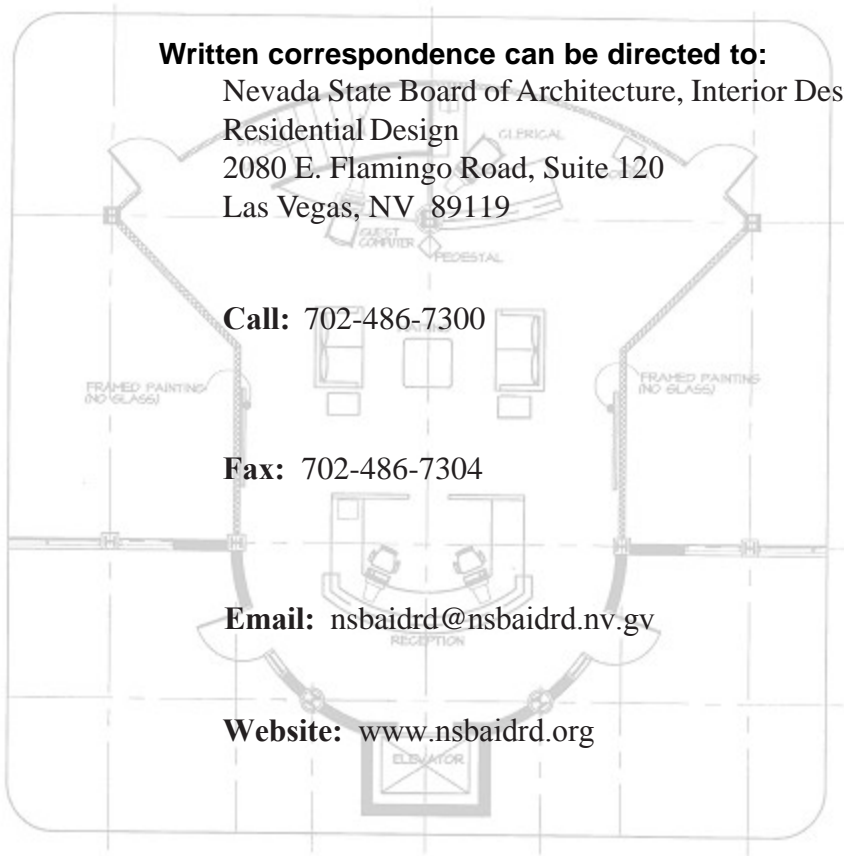 Written correspondence can be directed to:
Nevada State Board of Architecture, Interior Des
Residential Design
CLERICAL
2080 E. Flamingo Road, Suite 120
Las Vegas, NV 89119
GUEST
COMPUTER
PEDESTAL
Call: 702-486-7300
FRAMED PAINTING
(NO GLASS)
FRAMED PAINTING
(NO GLASS)
Fax: 702-486-7304
Email: nsbaidrd@nsbaidrd.nv.gv
RECEPTION
Website: www.nsbaidrd.org
ELEVATOR